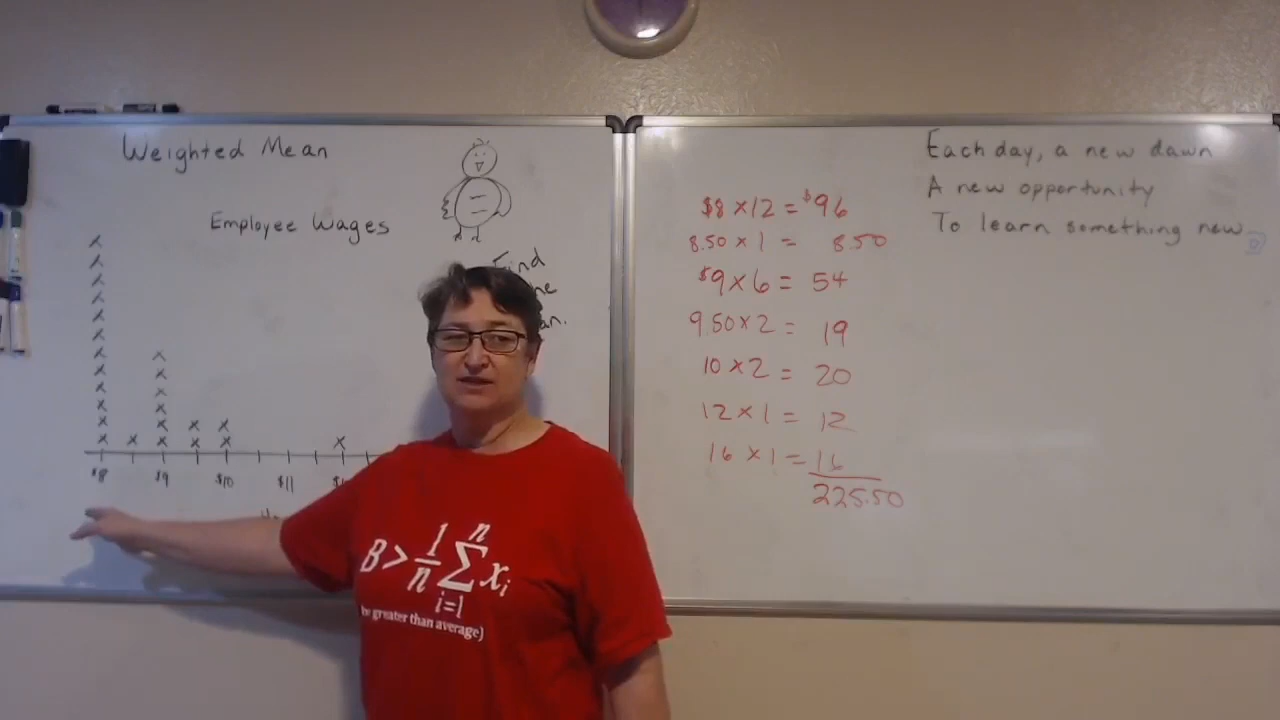 Weighted Mean
Employee Wages
Find
$8 $9 $10 $11
$8 × 12 = $96
8.50 × 1 = 8.50
$9 × 6 = 54
9.50 × 2 = 19
10 × 2 = 20
12 × 1 = 12
16 × 1 = 16
225.50
Each day, a new dawn
A new opportunity
To learn something new
B > 1/n ∑ n i=1 xi
be greater than average)